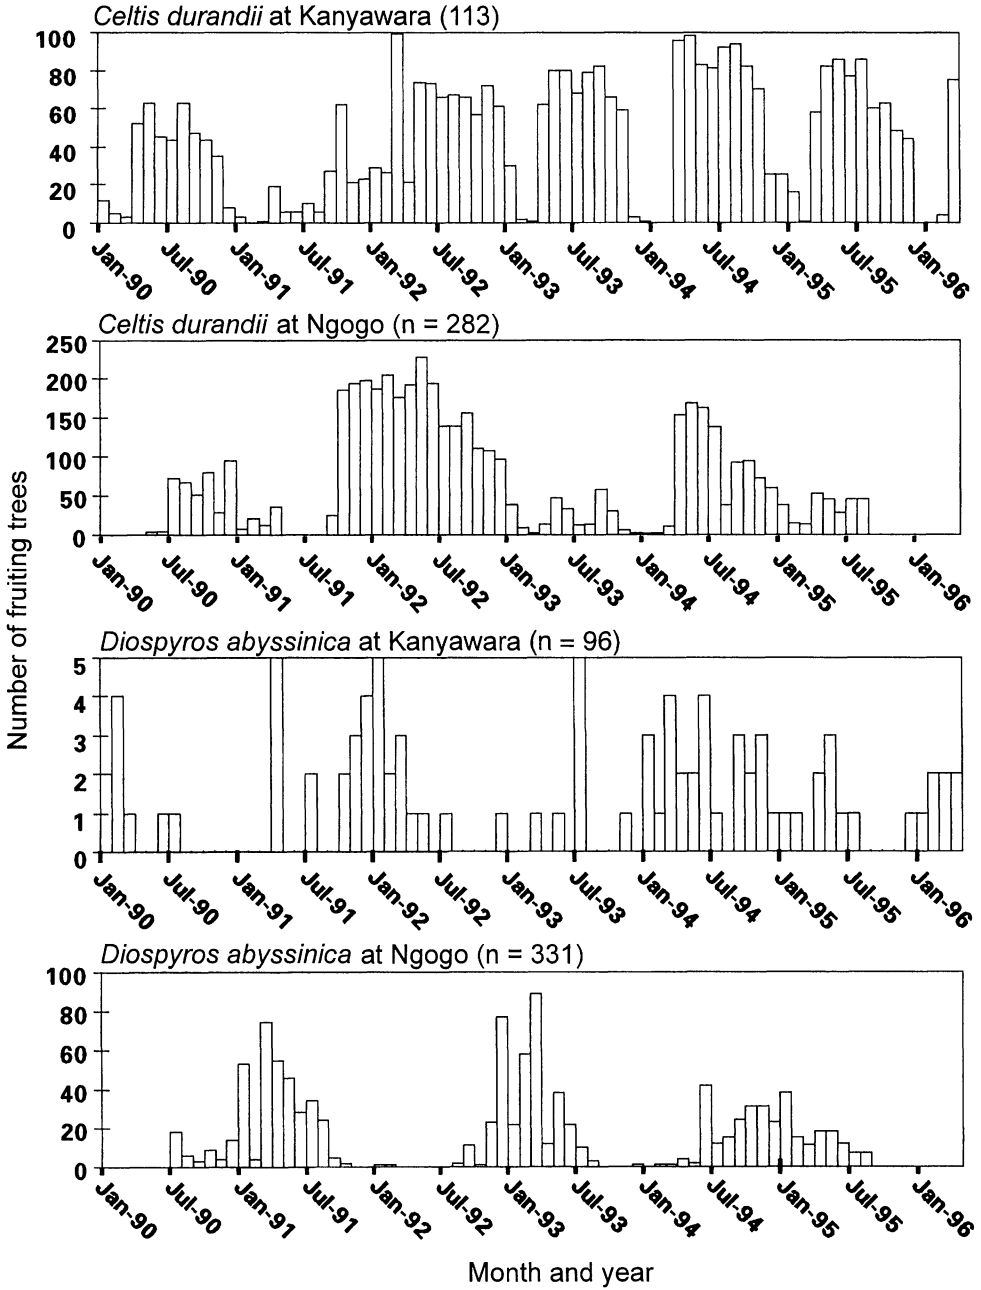 Celtis durandii at Kanyawara (113)
100
80
60
40
20
0
Jan-90 Jul-90 Jan-91 Jul-91 Jan-92 Jul-92 Jan-93 Jul-93 Jan-94 Jul-94 Jan-95 Jul-95 Jan-96
Celtis durandii at Ngogo (n = 282)
250
200
150
100
50
0
Jan-90 Jul-90 Jan-91 Jul-91 Jan-92 Jul-92 Jan-93 Jul-93 Jan-94 Jul-94 Jan-95 Jul-95 Jan-96
Number of fruiting trees
Diospyros abyssinica at Kanyawara (n = 96)
5
4
3
2
1
0
Jan-90 Jul-90 Jan-91 Jul-91 Jan-92 Jul-92 Jan-93 Jul-93 Jan-94 Jul-94 Jan-95 Jul-95 Jan-96
Diospyros abyssinica at Ngogo (n = 331)
100
80
60
40
20
0
Jan-90 Jul-90 Jan-91 Jul-91 Jan-92 Jul-92 Jan-93 Jul-93 Jan-94 Jul-94 Jan-95 Jul-95 Jan-96
Month and year